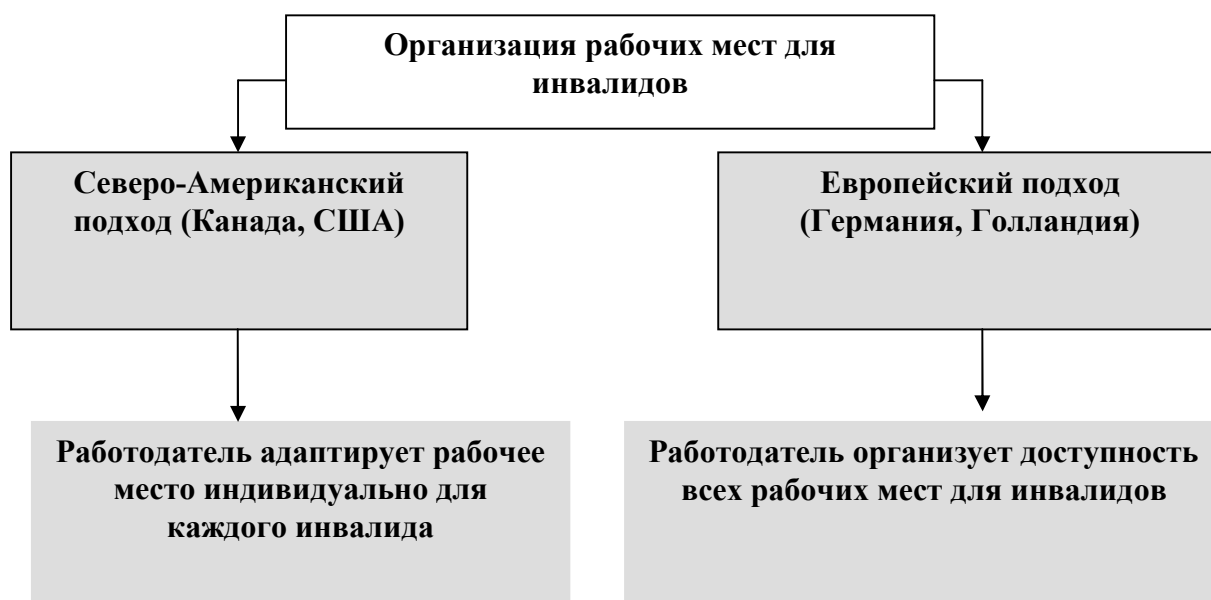 Организация рабочих мест для
инвалидов
Северо-Американский
подход (Канада, США)
Европейский подход
(Германия, Голландия)
Работодатель адаптирует рабочее
место индивидуально для
каждого инвалида
Работодатель организует доступность
всех рабочих мест для инвалидов